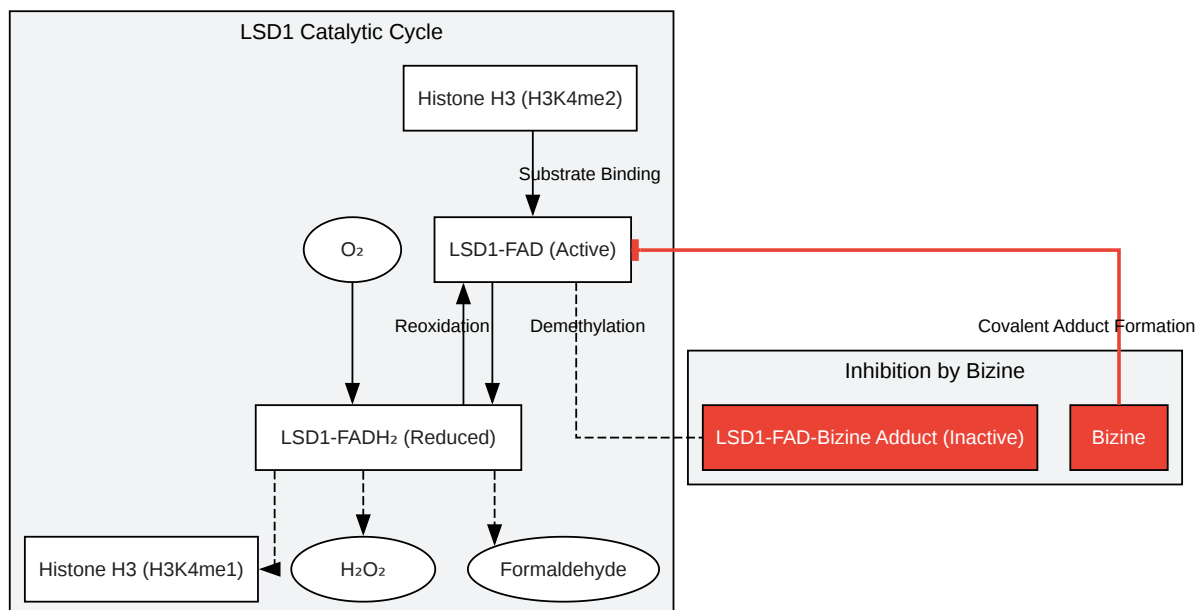 LSD1 Catalytic Cycle
Histone H3 (H3K4me2)
Substrate Binding
O₂
LSD1-FAD (Active)
Reoxidation
Demethylation
Covalent Adduct Formation
Inhibition by Bizine
LSD1-FADH₂ (Reduced)
LSD1-FAD-Bizine Adduct (Inactive)
Bizine
Histone H3 (H3K4me1)
H₂O₂
Formaldehyde